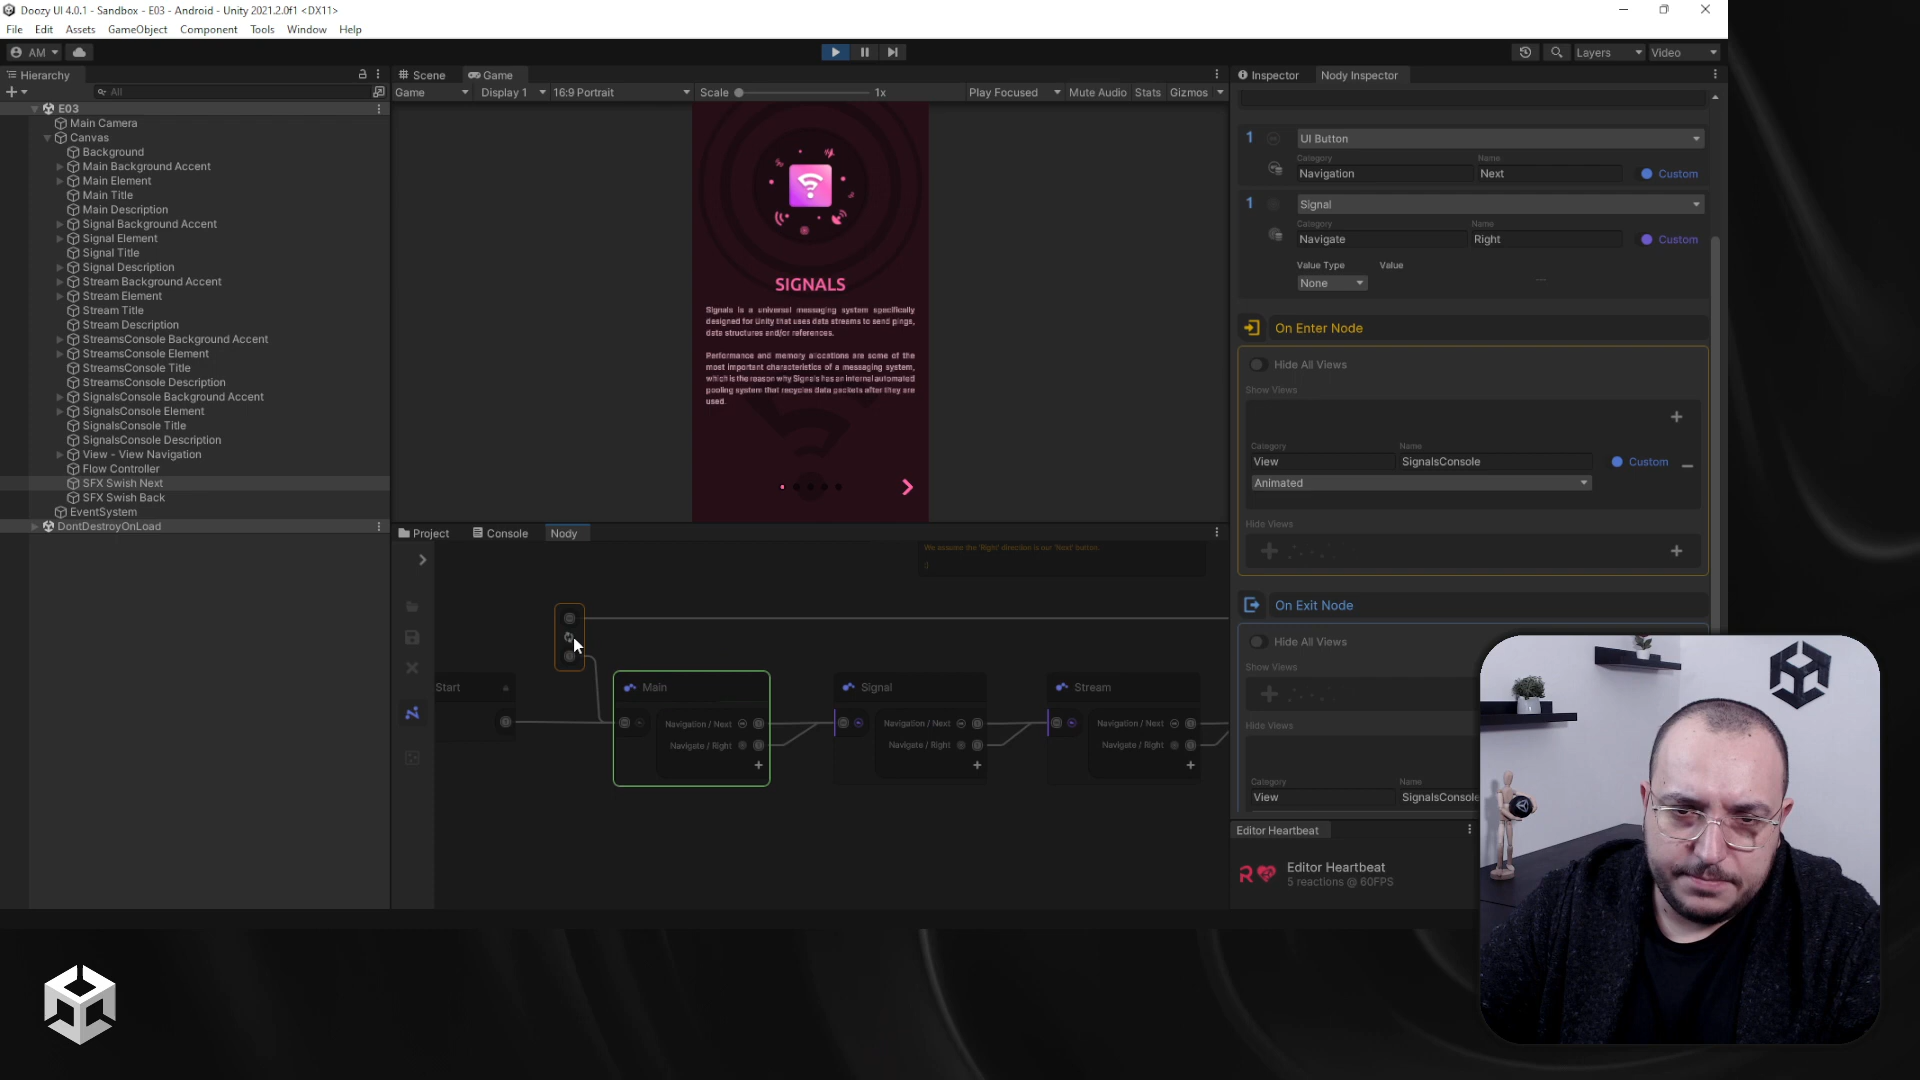 Doozy UI 4.0.1 - Sandbox - E03 - Android - Unity 2021.2.0f1 <DX11>
File Edit Assets GameObject Component Tools Window Help
AM
Layers
Video
Hierarchy
All
E03
Main Camera
Canvas
Background
Main Background Accent
Main Element
Main Title
Main Description
Signal Background Accent
Signal Element
Signal Title
Signal Description
Stream Background Accent
Stream Element
Stream Title
Stream Description
StreamsConsole Background Accent
StreamsConsole Element
StreamsConsole Title
StreamsConsole Description
SignalsConsole Background Accent
SignalsConsole Element
SignalsConsole Title
SignalsConsole Description
View - View Navigation
Flow Controller
SFX Swish Next
SFX Swish Back
EventSystem
DontDestroyOnLoad
Scene Game
Game Display 1 16:9 Portrait Scale 1x Play Focused Mute Audio Stats Gizmos
SIGNALS
Signals is a universal messaging system specifically
designed for Unity that uses data streams to send pings,
data structures and/or references.
Performance and memory allocations are some of the
most important characteristics of a messaging system,
which is the reason why Signals has an internal automated
pooling system that recycles data packets after they are
used.
Project Console Nody
We assume the 'Right' direction is our 'Next' button.
:)
Start
Main
Navigation / Next
Navigate / Right
Signal
Navigation / Next
Navigate / Right
Stream
Navigation / Next
Navigate / Right
Inspector Nody Inspector
1 UI Button
Category Name
Navigation Next Custom
1 Signal
Category Name
Navigate Right Custom
Value Type Value
None
On Enter Node
Hide All Views
Show Views
Category Name
View SignalsConsole Custom
Animated
Hide Views
On Exit Node
Hide All Views
Show Views
Hide Views
Category Name
View SignalsConsole
Editor Heartbeat
Editor Heartbeat
5 reactions @ 60FPS